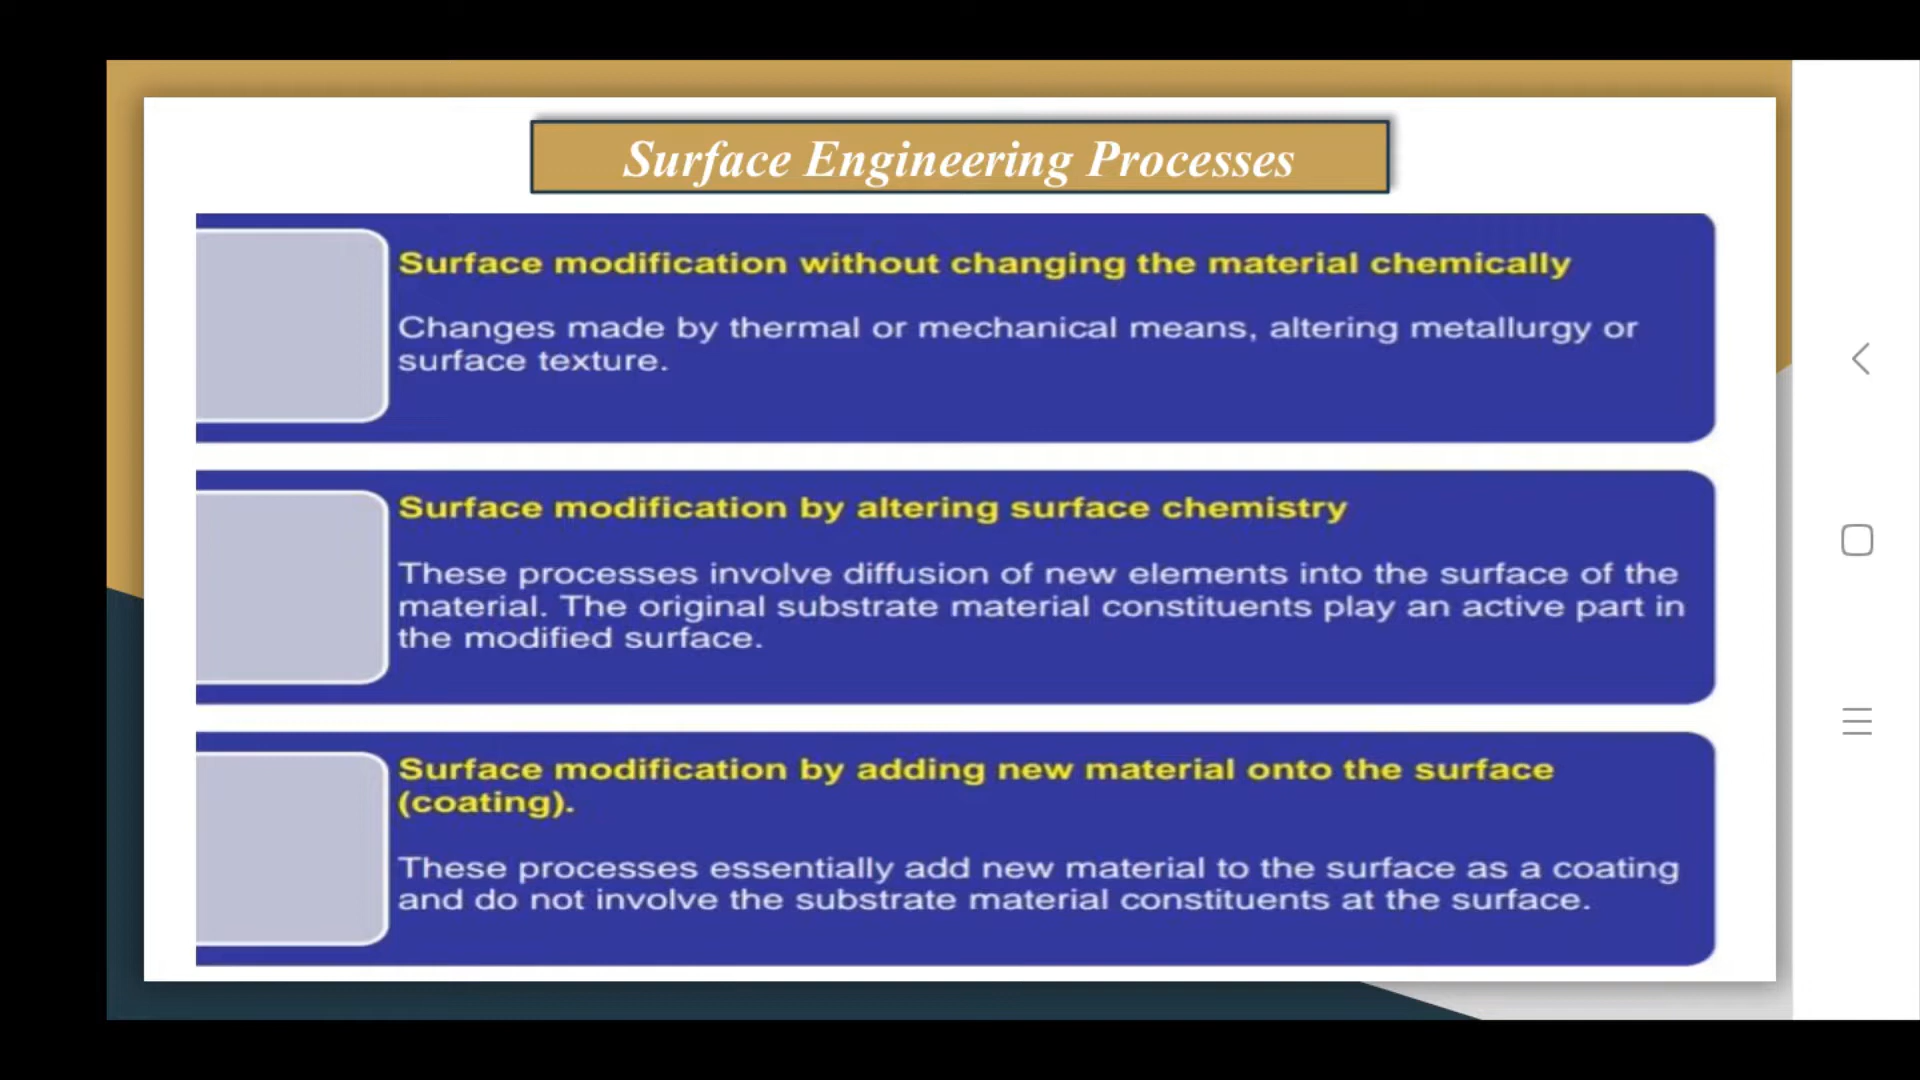 Surface Engineering Processes
Surface modification without changing the material chemically
Changes made by thermal or mechanical means, altering metallurgy or
surface texture.
Surface modification by altering surface chemistry
These processes involve diffusion of new elements into the surface of the
material. The original substrate material constituents play an active part in
the modified surface.
Surface modification by adding new material onto the surface
(coating).
These processes essentially add new material to the surface as a coating
and do not involve the substrate material constituents at the surface.